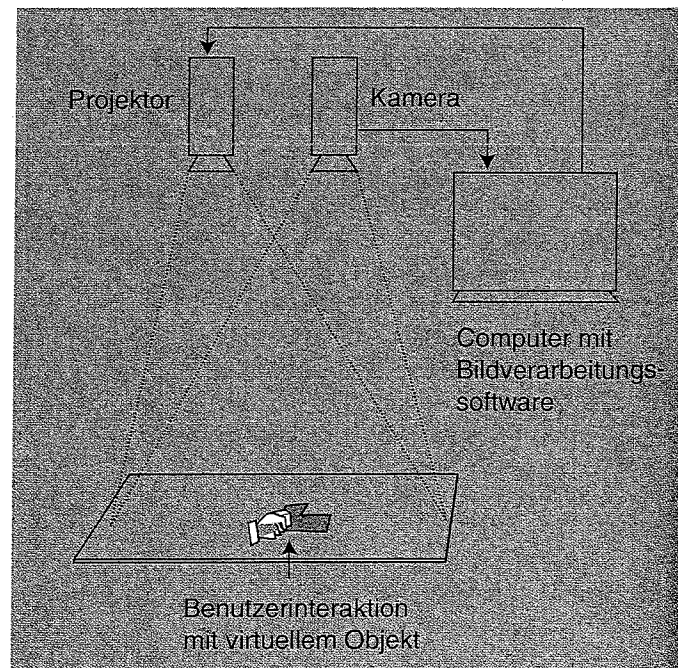 Projektor
Kamera
Computer mit
Bildverarbeitungs-
software
Benutzerinteraktion
mit virtuellem Objekt